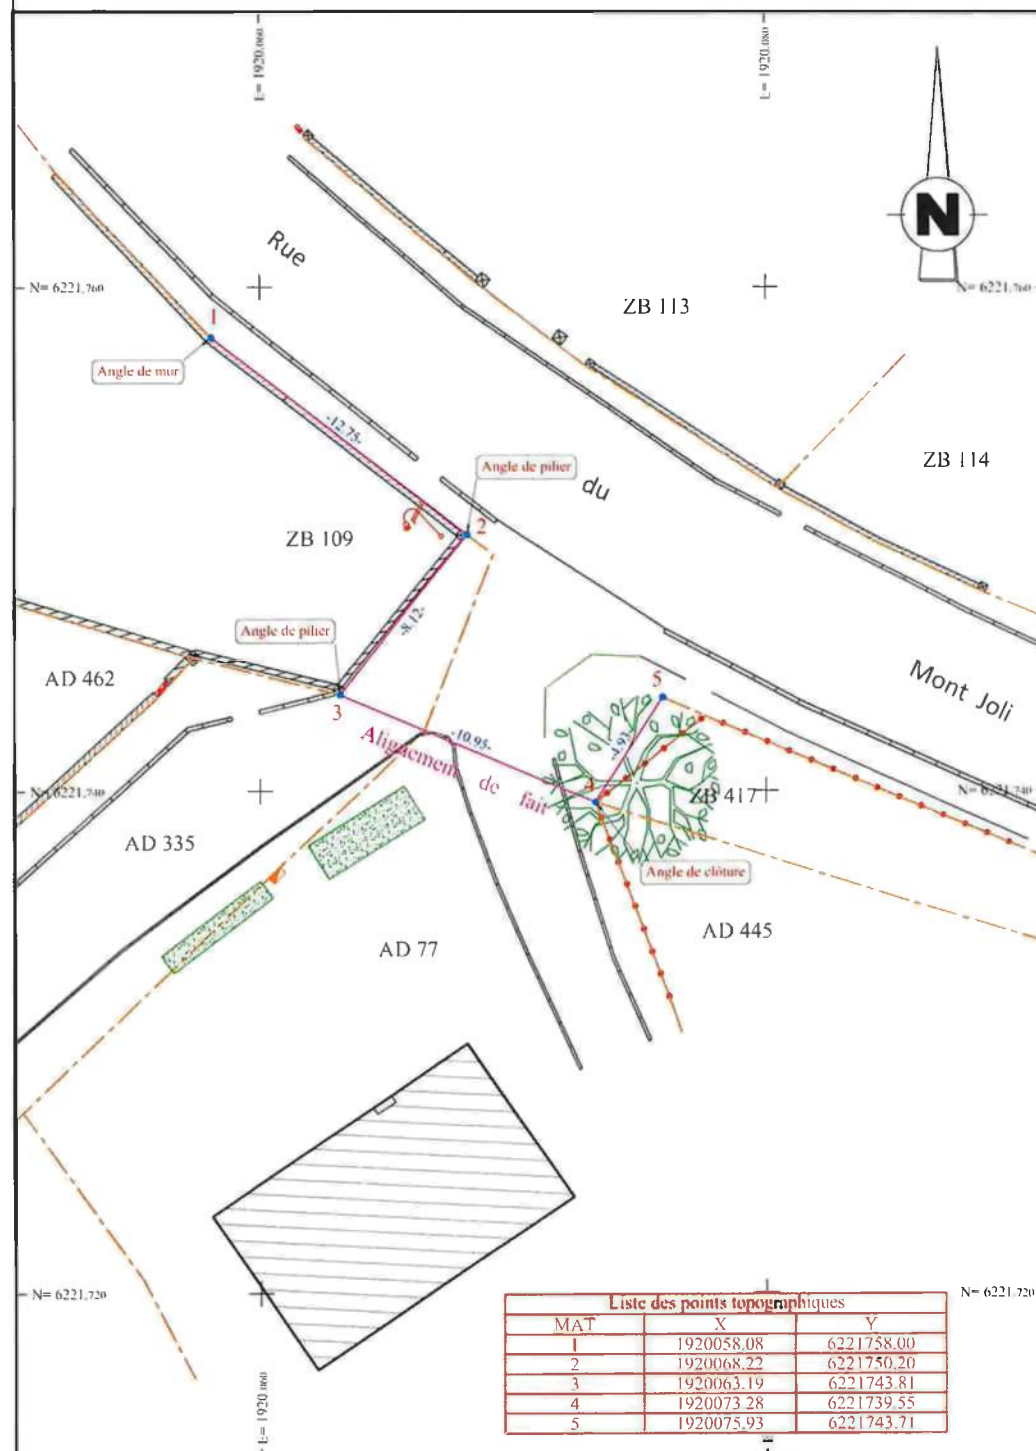 E= 1920.060
E= 1920.080
N
Rue
N= 6221.760
N= 6221.760
ZB 113
1
Angle de mur
-12.75-
ZB 114
Angle de pilier
du
2
ZB 109
-8.12-
Angle de pilier
AD 462
Mont Joli
5
3
-10.95-
-4.93-
Alignement de fait
4
N= 6221.740
ZB 417
N= 6221.740
AD 335
Angle de clôture
AD 445
AD 77
N= 6221.720
N= 6221.720
Liste des points topographiques
MAT X Y
1 1920058.08 6221758.00
2 1920068.22 6221750.20
3 1920063.19 6221743.81
4 1920073.28 6221739.55
5 1920075.93 6221743.71
E= 1920.060